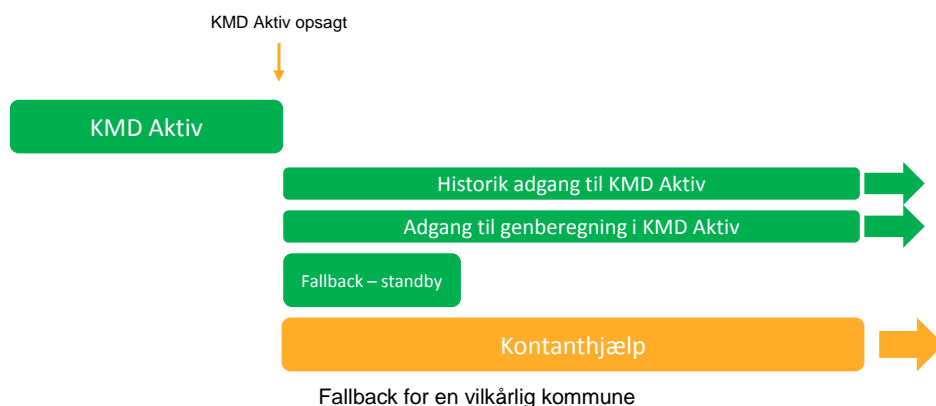 KMD Aktiv opsagt
KMD Aktiv
Historik adgang til KMD Aktiv
Adgang til genberegning i KMD Aktiv
Fallback – standby
Kontanthjælp
Fallback for en vilkårlig kommune